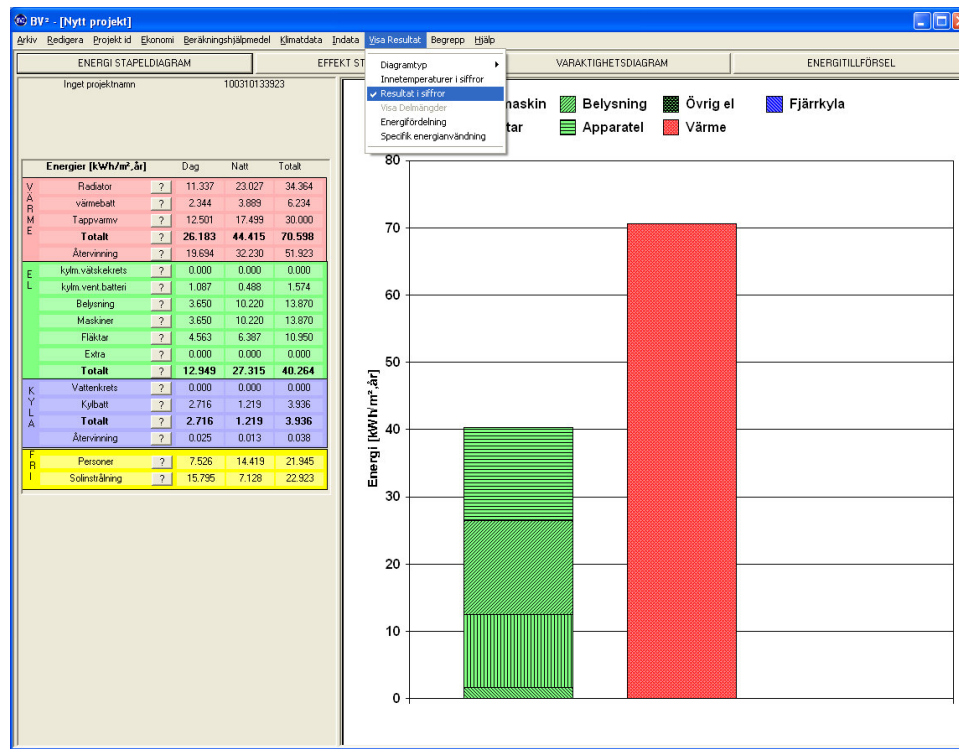 BV² - [Nytt projekt]
Arkiv Redigera Projekt id Ekonomi Beräkningshjälpmedel Klimatdata Indata Visa Resultat Begrepp Hjälp
ENERGI STAPELDIAGRAM EFFEKT ST VARAKTIGHETSDIAGRAM ENERGITILLFÖRSEL
Diagramtyp
Innetemperaturer i siffror
Resultat i siffror
Visa Delmängder
Energifördelning
Specifik energianvändning
Inget projektnamn 100310133923
Energier [kWh/m²,år] Dag Natt Totalt
VÄRME
Radiator ? 11.337 23.027 34.364
värmebatt ? 2.344 3.889 6.234
Tappvarmv ? 12.501 17.499 30.000
Totalt ? 26.183 44.415 70.598
Återvinning ? 19.694 32.230 51.923
EL
kylm.vätskekrets ? 0.000 0.000 0.000
kylm.vent.batteri ? 1.087 0.488 1.574
Belysning ? 3.650 10.220 13.870
Maskiner ? 3.650 10.220 13.870
Fläktar ? 4.563 6.387 10.950
Extra ? 0.000 0.000 0.000
Totalt ? 12.949 27.315 40.264
KYLA
Vattenkrets ? 0.000 0.000 0.000
Kylbatt ? 2.716 1.219 3.936
Totalt ? 2.716 1.219 3.936
Återvinning ? 0.025 0.013 0.038
FRI
Personer ? 7.526 14.419 21.945
Solinstrålning ? 15.795 7.128 22.923
maskin Belysning Övrig el Fjärrkyla
tar Apparatel Värme
Energi [kWh/m²,år]
80
70
60
50
40
30
20
10
0